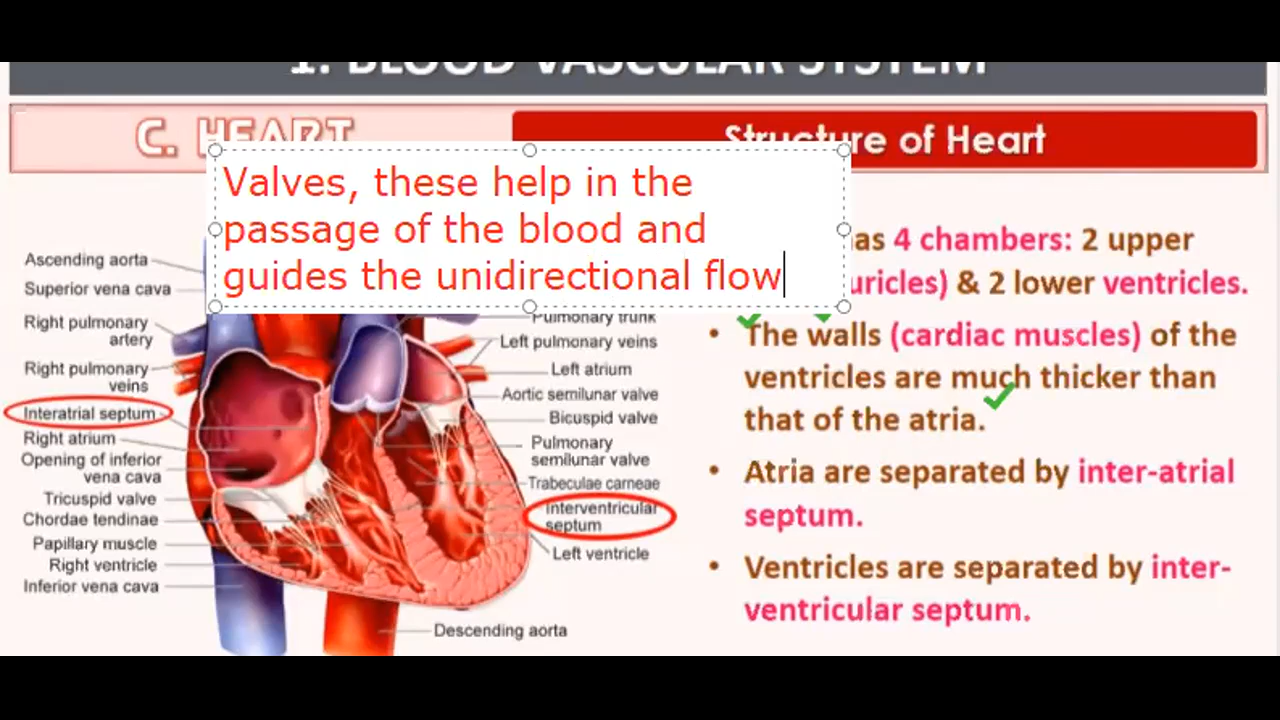 1. BLOOD VASCULAR SYSTEM
C. HEART
Structure of Heart
Valves, these help in the
passage of the blood and
guides the unidirectional flow
as 4 chambers: 2 upper
uricles) & 2 lower ventricles.
• The walls (cardiac muscles) of the
ventricles are much thicker than
that of the atria.
• Atria are separated by inter-atrial
septum.
• Ventricles are separated by inter-
ventricular septum.
Ascending aorta
Superior vena cava
Right pulmonary
artery
Right pulmonary
veins
Interatrial septum
Right atrium
Opening of inferior
vena cava
Tricuspid valve
Chordae tendinae
Papillary muscle
Right ventricle
Inferior vena cava
Pulmonary trunk
Left pulmonary veins
Left atrium
Aortic semilunar valve
Bicuspid valve
Pulmonary
semilunar valve
Trabeculae carneae
Interventricular
septum
Left ventricle
Descending aorta